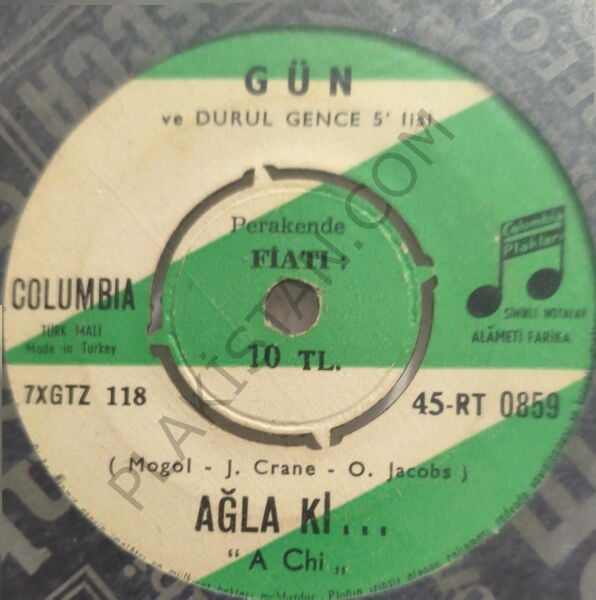 GÜN
ve DURUL GENCE 5' lisi
Columbia
Plakları
Perakende
FİATI :
COLUMBIA
TÜRK MALI
Made in Turkey
SİHİRLİ NOTALAR
ALÂMETİ FARİKA
10 TL.
7XGTZ 118
45-RT 0859
( Mogol - J. Crane - O. Jacobs )
AĞLA Kİ...
" A Chi „
PLAKİSTAN.COM